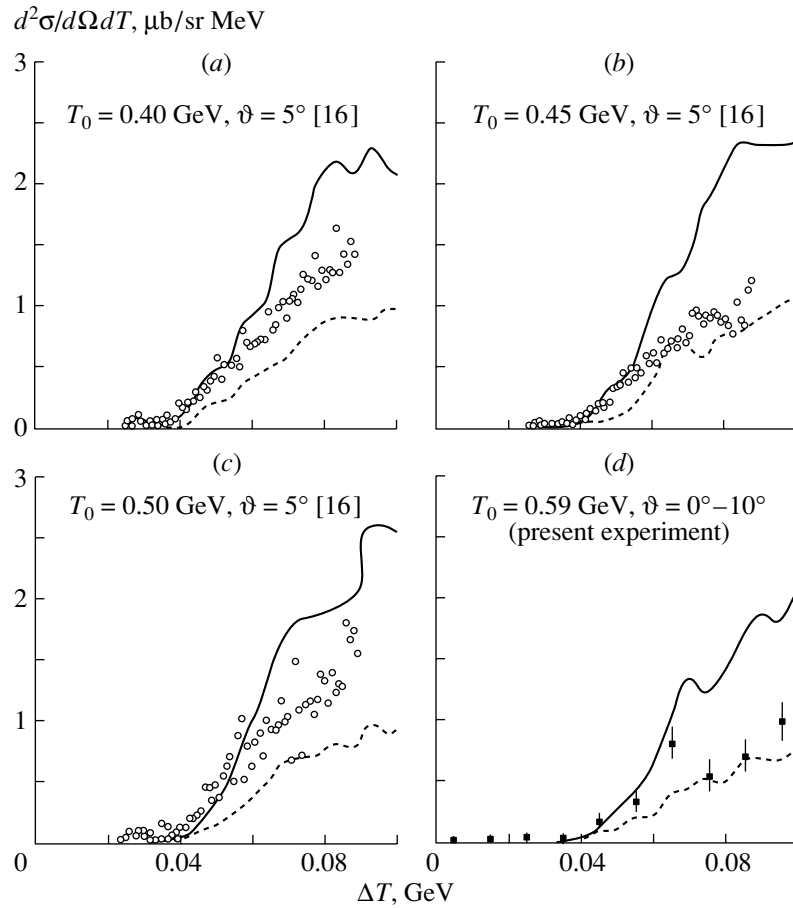 d²σ/dΩdT, μb/sr MeV
3
(a)
(b)
T₀ = 0.40 GeV, ϑ = 5° [16]
T₀ = 0.45 GeV, ϑ = 5° [16]
2
1
0
3
(c)
(d)
T₀ = 0.50 GeV, ϑ = 5° [16]
T₀ = 0.59 GeV, ϑ = 0°–10°
(present experiment)
2
1
0
0.04
0.08
0
0.04
0.08
ΔT, GeV